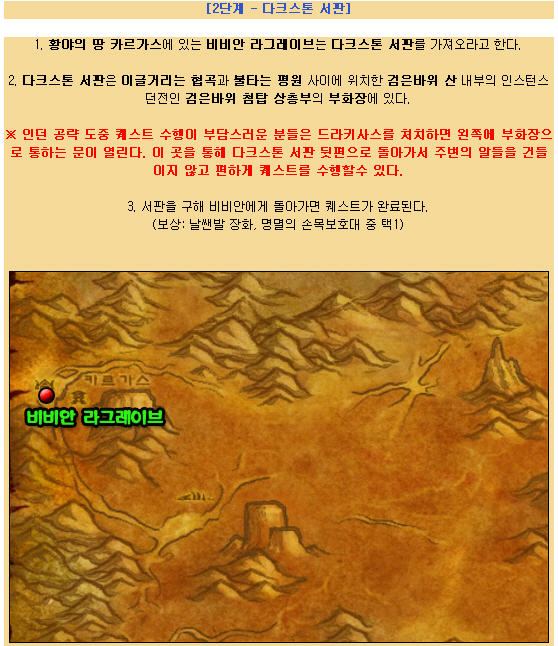 [2단계 - 다크스톤 서판]
1. 황야의 땅 카르가스에 있는 비비안 라그레이브는 다크스톤 서판를 가져오라고 한다.
2. 다크스톤 서판은 이글거리는 협곡과 불타는 평원 사이에 위치한 검은바위 산 내부의 인스턴스
던전인 검은바위 첨탑 상층부의 부화장에 있다.
※ 인던 공략 도중 퀘스트 수행이 부담스러운 분들은 드라키사스를 처치하면 왼쪽에 부화장으
로 통하는 문이 열린다. 이 곳을 통해 다크스톤 서판 뒷편으로 돌아가서 주변의 알들을 건들
이지 않고 편하게 퀘스트를 수행할수 있다.
3. 서판을 구해 비비안에게 돌아가면 퀘스트가 완료된다.
(보상: 날쌘발 장화, 명멸의 손목보호대 중 택1)
카르가스
비비안 라그레이브